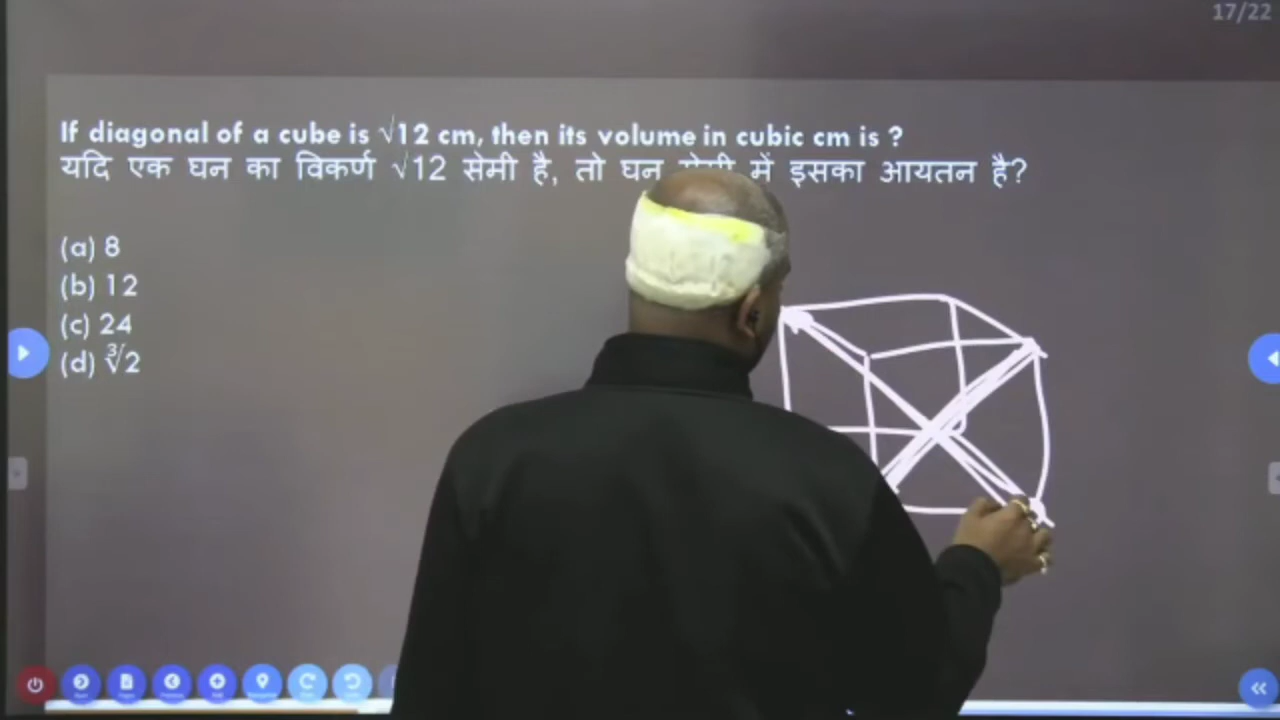 17/22
If diagonal of a cube is √12 cm, then its volume in cubic cm is ?
यदि एक घन का विकर्ण √12 सेमी है, तो घन सेमी में इसका आयतन है?
(a) 8
(b) 12
(c) 24
(d) ∛2